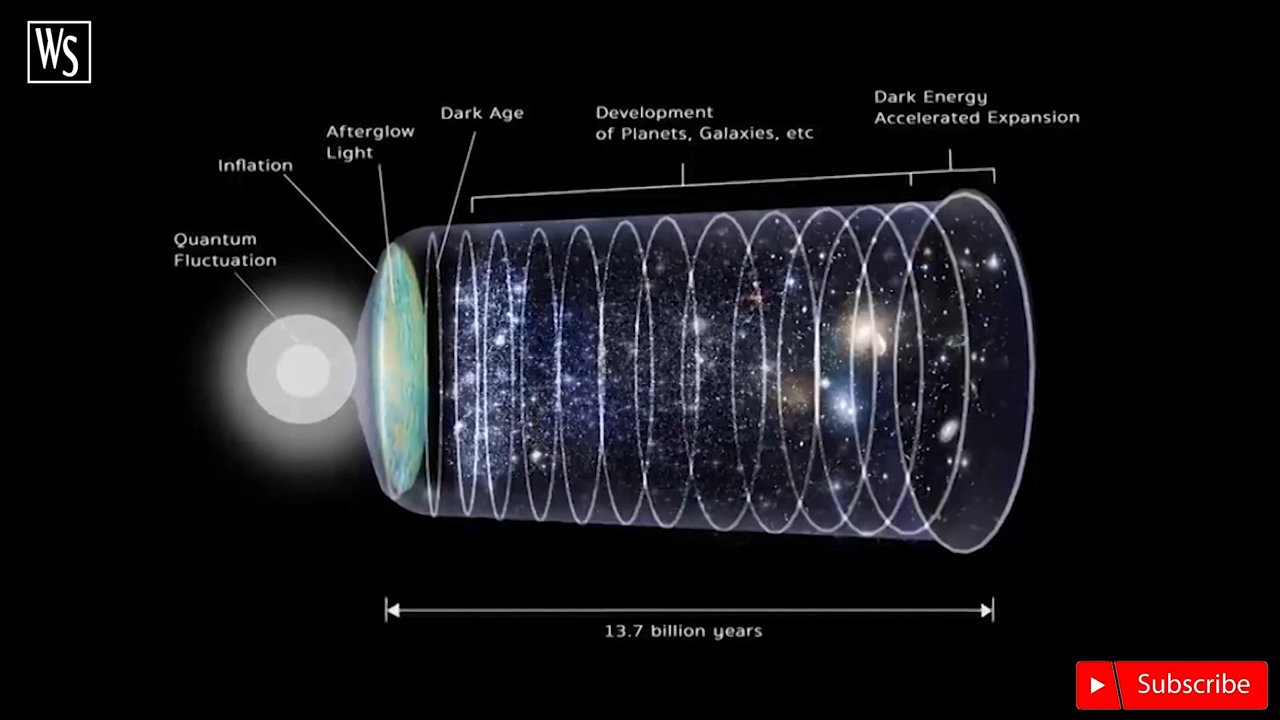 WS
Dark Energy
Accelerated Expansion
Development
of Planets, Galaxies, etc
Dark Age
Afterglow
Light
Inflation
Quantum
Fluctuation
13.7 billion years
Subscribe